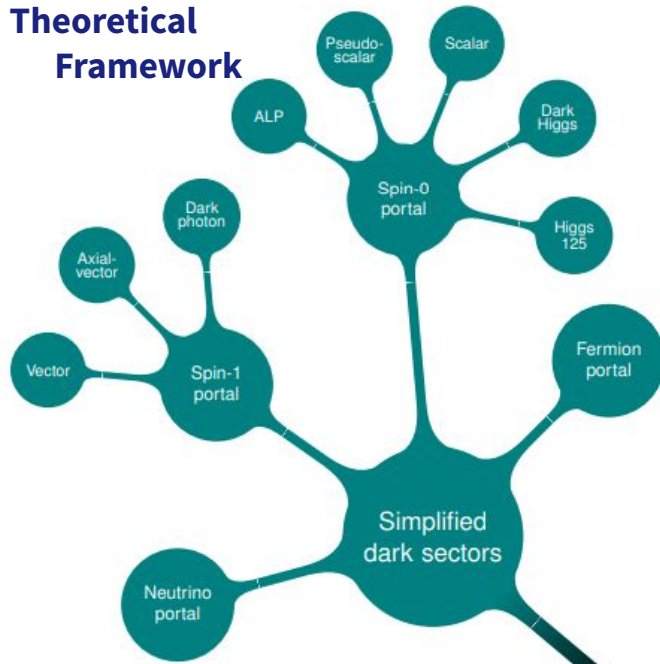 Theoretical
Framework
Pseudo-
scalar
Scalar
ALP
Dark
Higgs
Spin-0
portal
Higgs
125
Dark
photon
Axial-
vector
Vector
Spin-1
portal
Fermion
portal
Simplified
dark sectors
Neutrino
portal